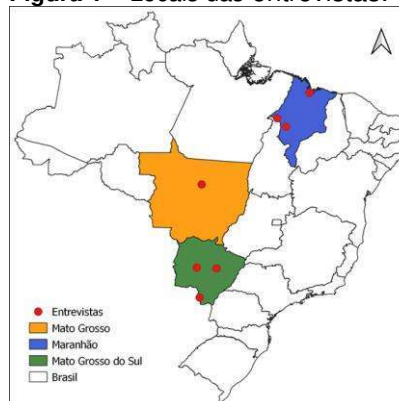 Figura 1 – Locais das entrevistas.
Entrevistas
Mato Grosso
Maranhão
Mato Grosso do Sul
Brasil